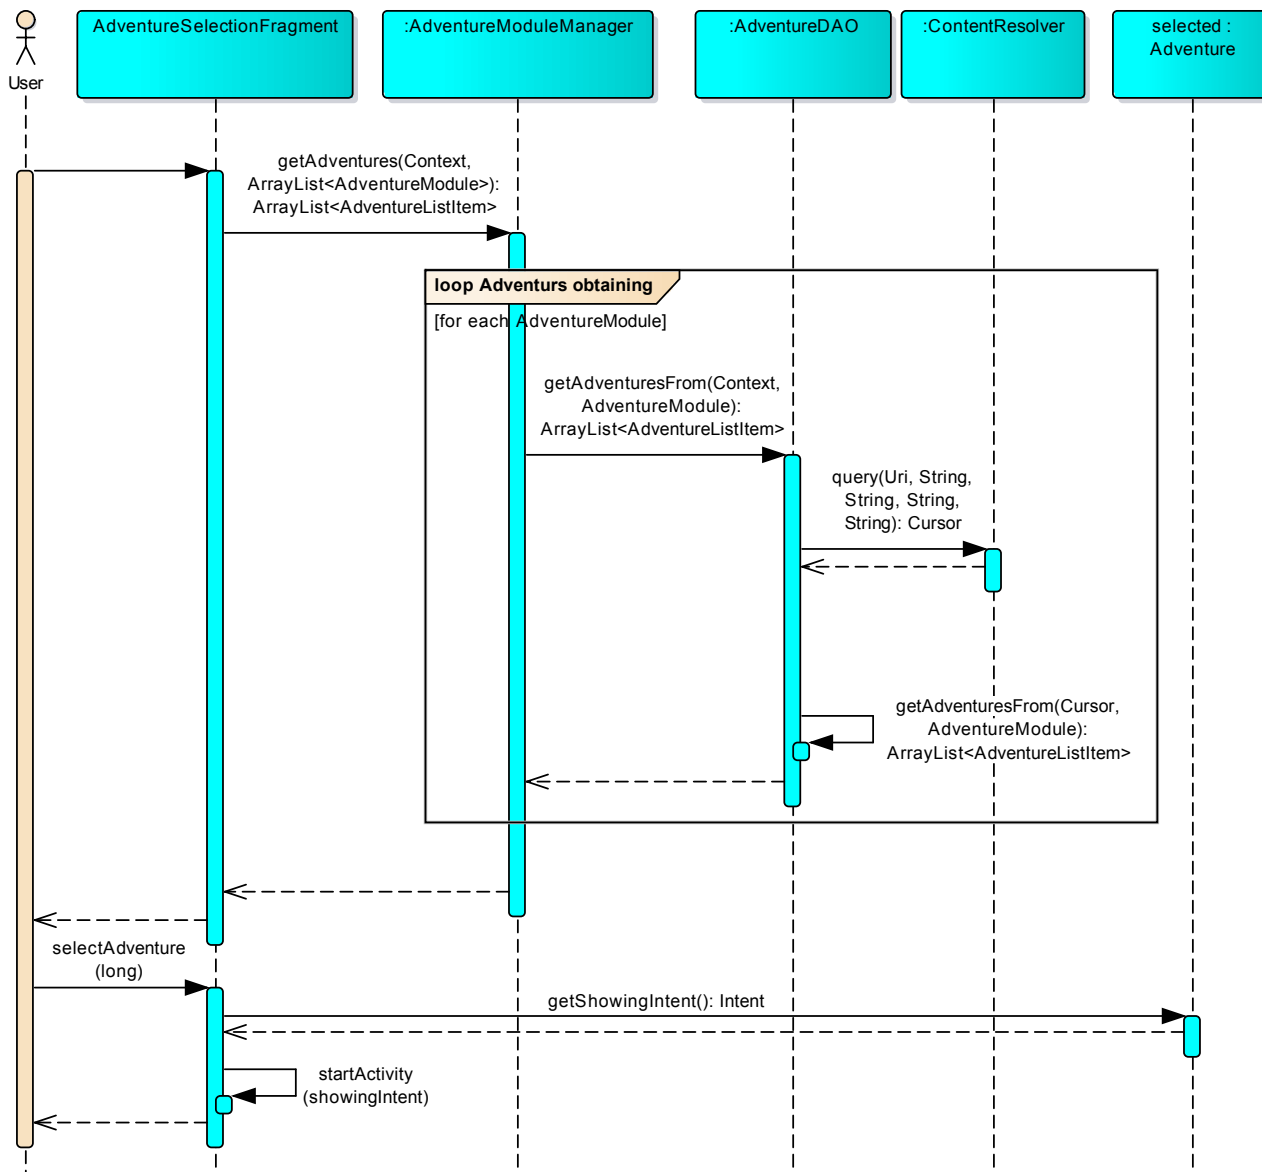 User
AdventureSelectionFragment
:AdventureModuleManager
:AdventureDAO
:ContentResolver
selected :
Adventure
getAdventures(Context,
ArrayList<AdventureModule>):
ArrayList<AdventureListItem>
loop Adventurs obtaining
[for each AdventureModule]
getAdventuresFrom(Context,
AdventureModule):
ArrayList<AdventureListItem>
query(Uri, String,
String, String,
String): Cursor
getAdventuresFrom(Cursor,
AdventureModule):
ArrayList<AdventureListItem>
selectAdventure
(long)
getShowingIntent(): Intent
startActivity
(showingIntent)